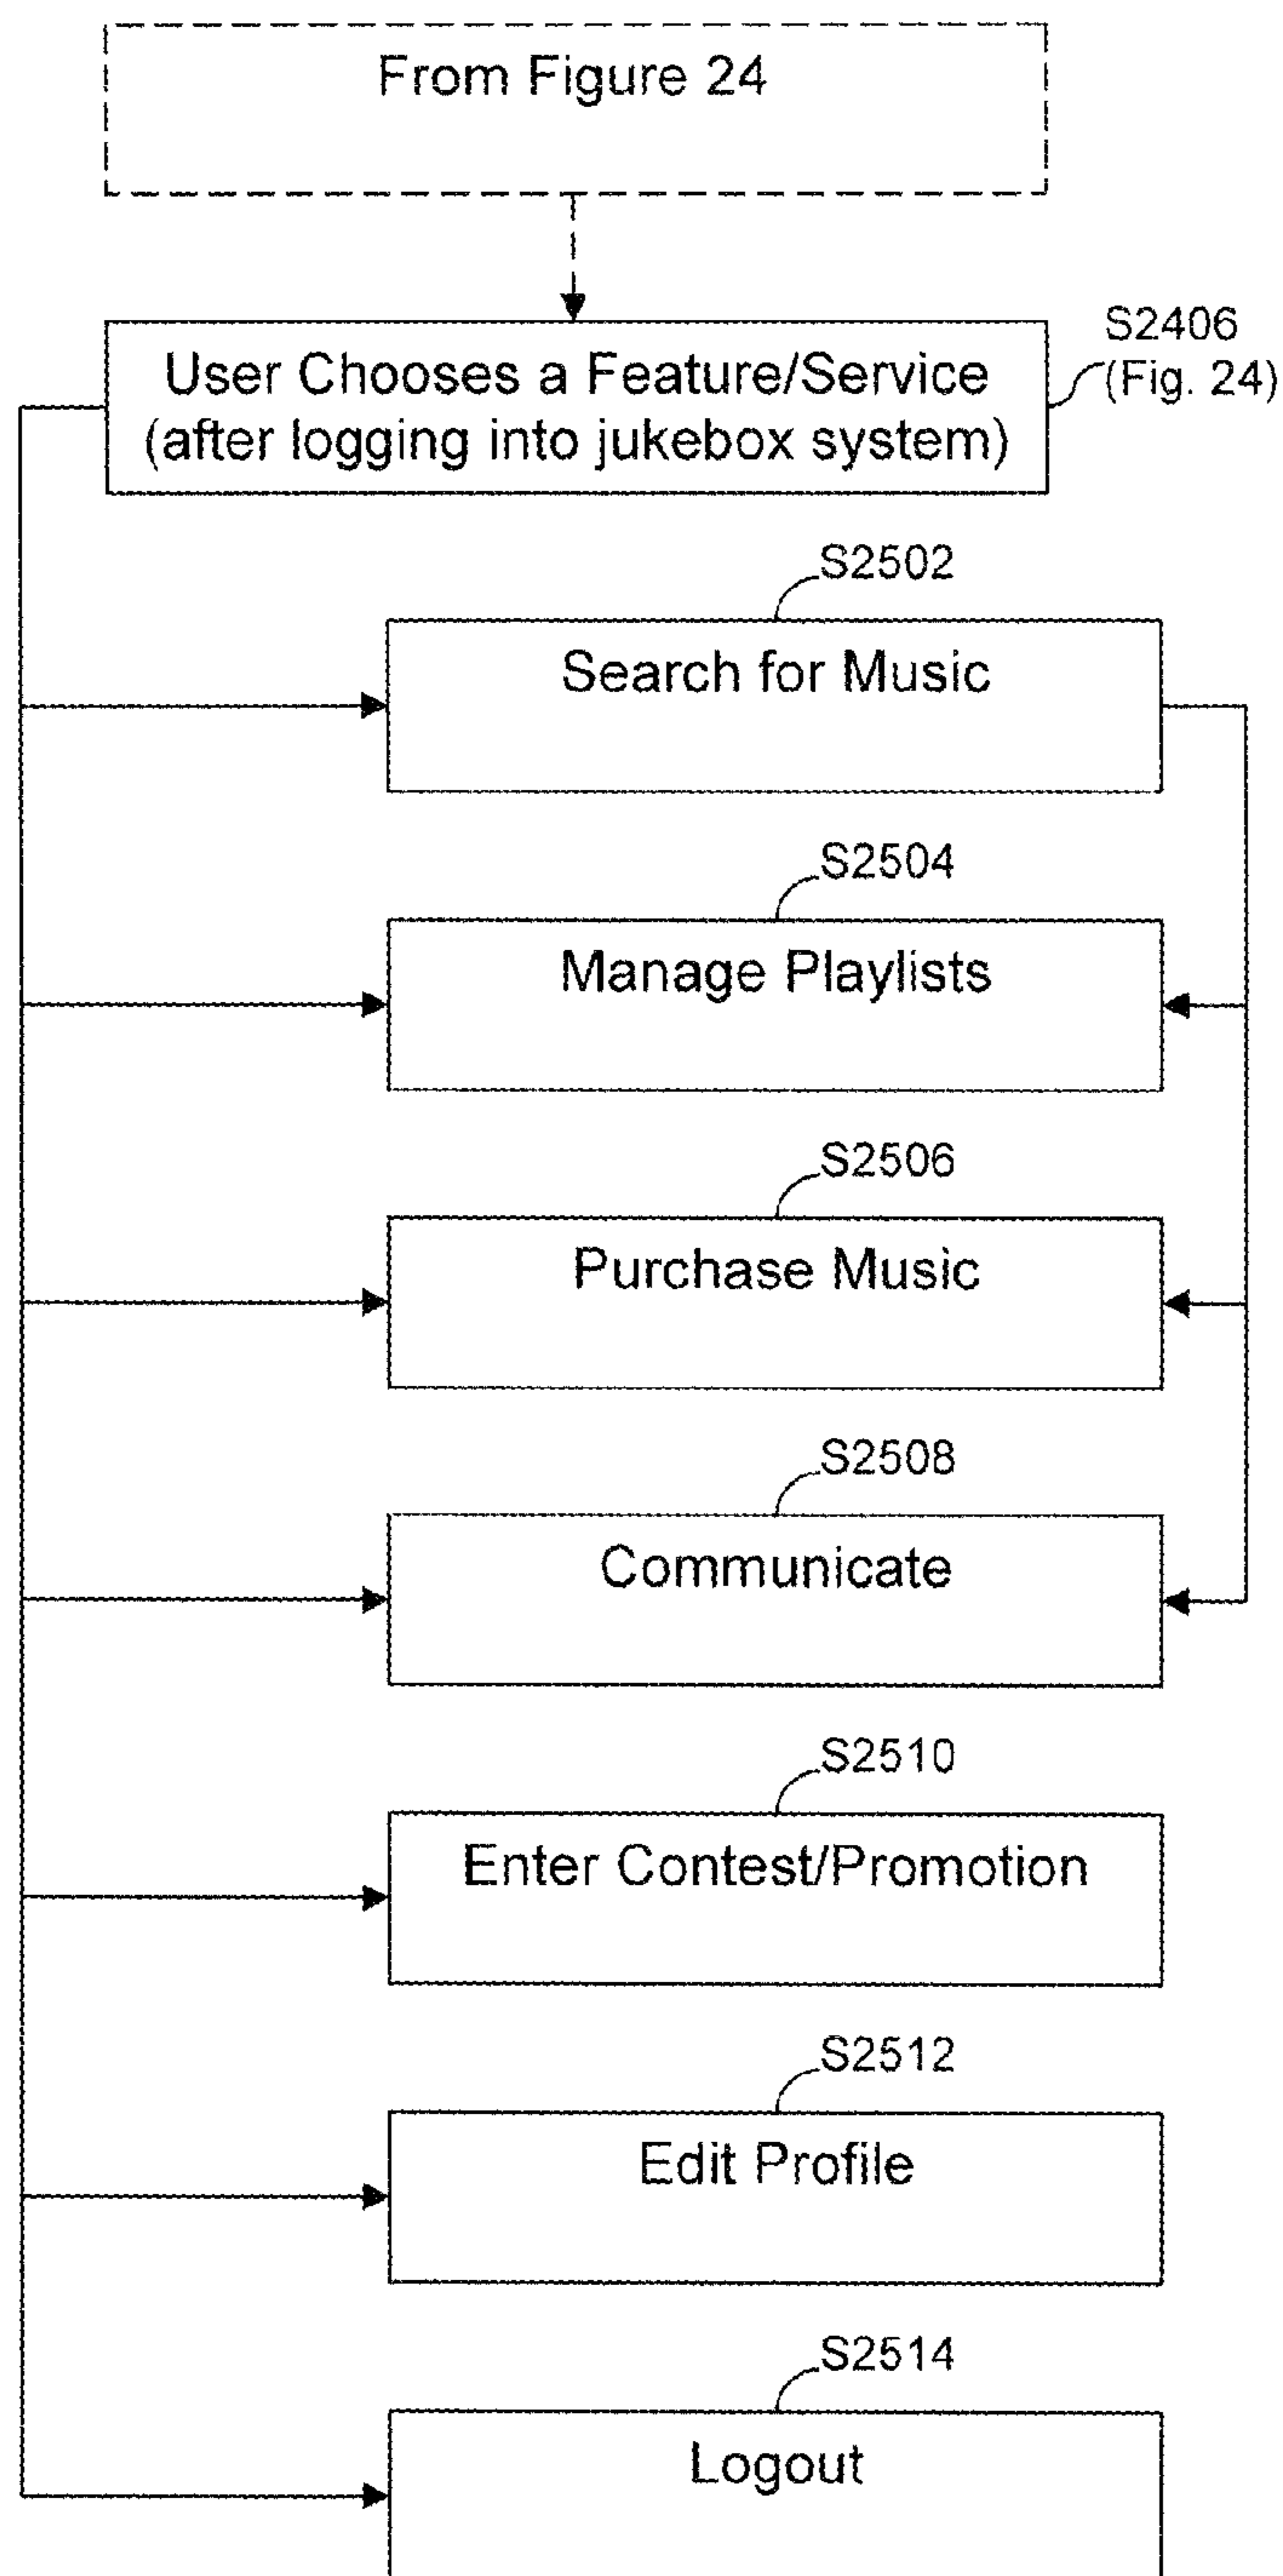 From Figure 24
User Chooses a Feature/Service
(after logging into jukebox system)
S2406
(Fig. 24)
S2502
Search for Music
S2504
Manage Playlists
S2506
Purchase Music
S2508
Communicate
S2510
Enter Contest/Promotion
S2512
Edit Profile
S2514
Logout